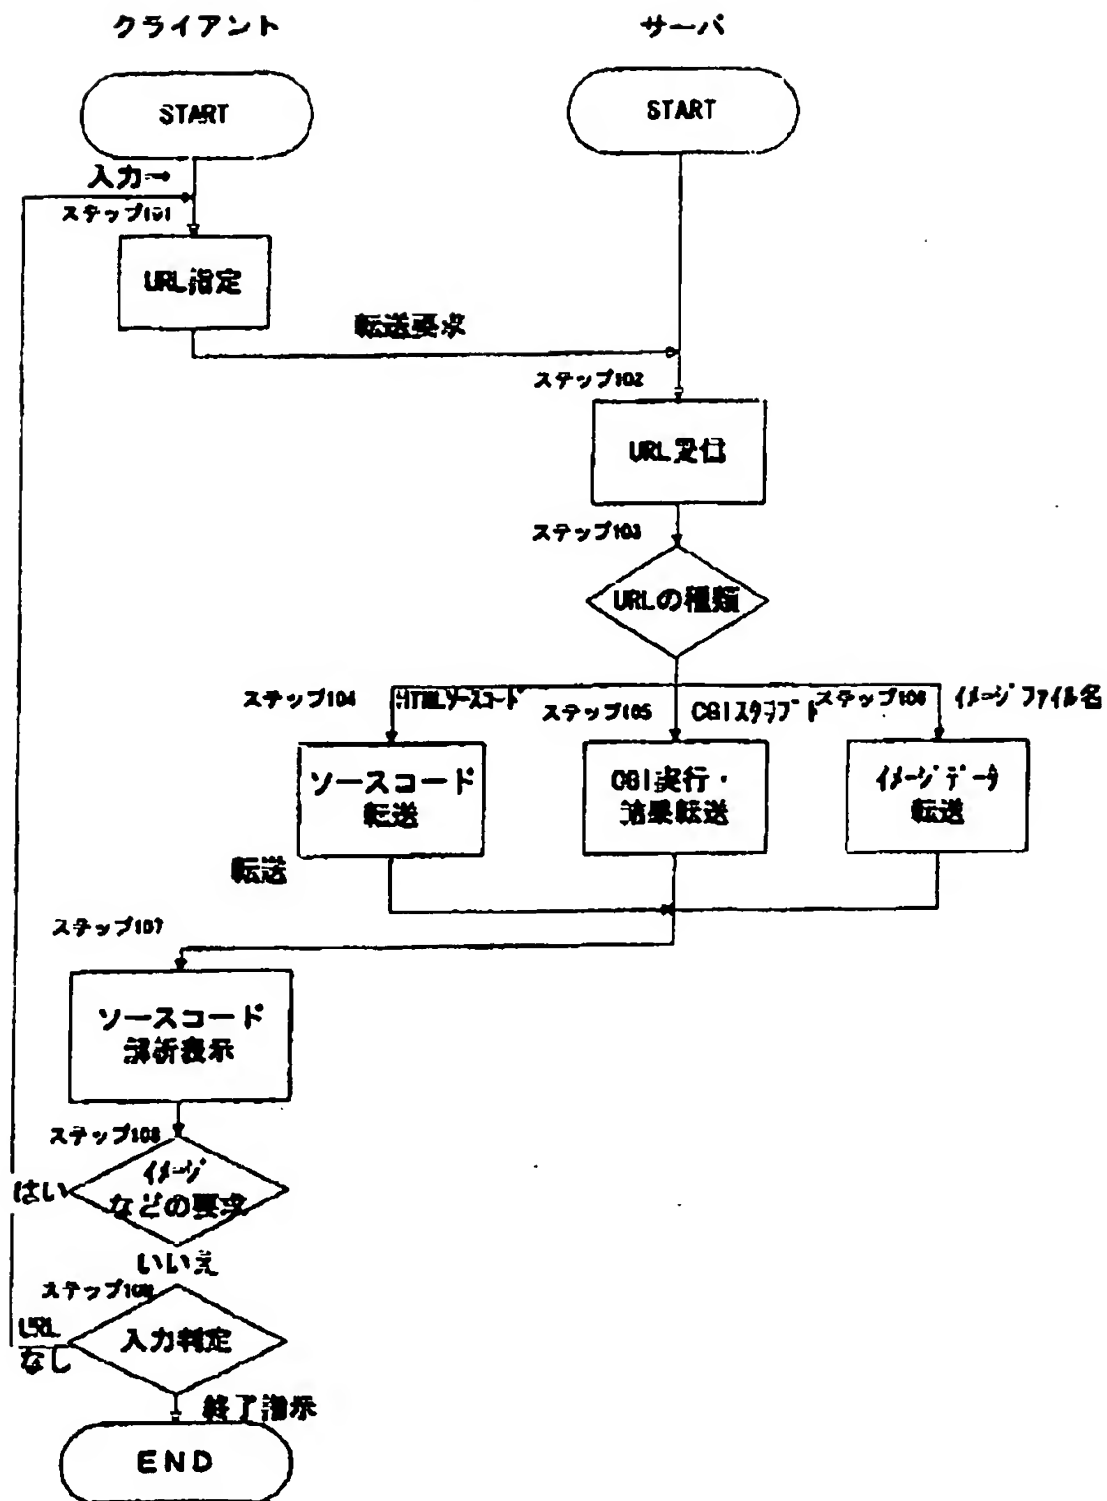 クライアント
サーバ
START
START
入力→
ステップ101
URL指定
転送要求
ステップ102
URL受信
ステップ103
URLの種類
ステップ104
HTMLソースコード
ステップ105
CGIスクリプト
ステップ106
イメージファイル名
ソースコード
転送
CGI実行・
結果転送
イメージデータ
転送
転送
ステップ107
ソースコード
解析表示
ステップ108
イメージ
などの要求
はい
いいえ
ステップ109
URL
なし
入力判定
終了指示
END